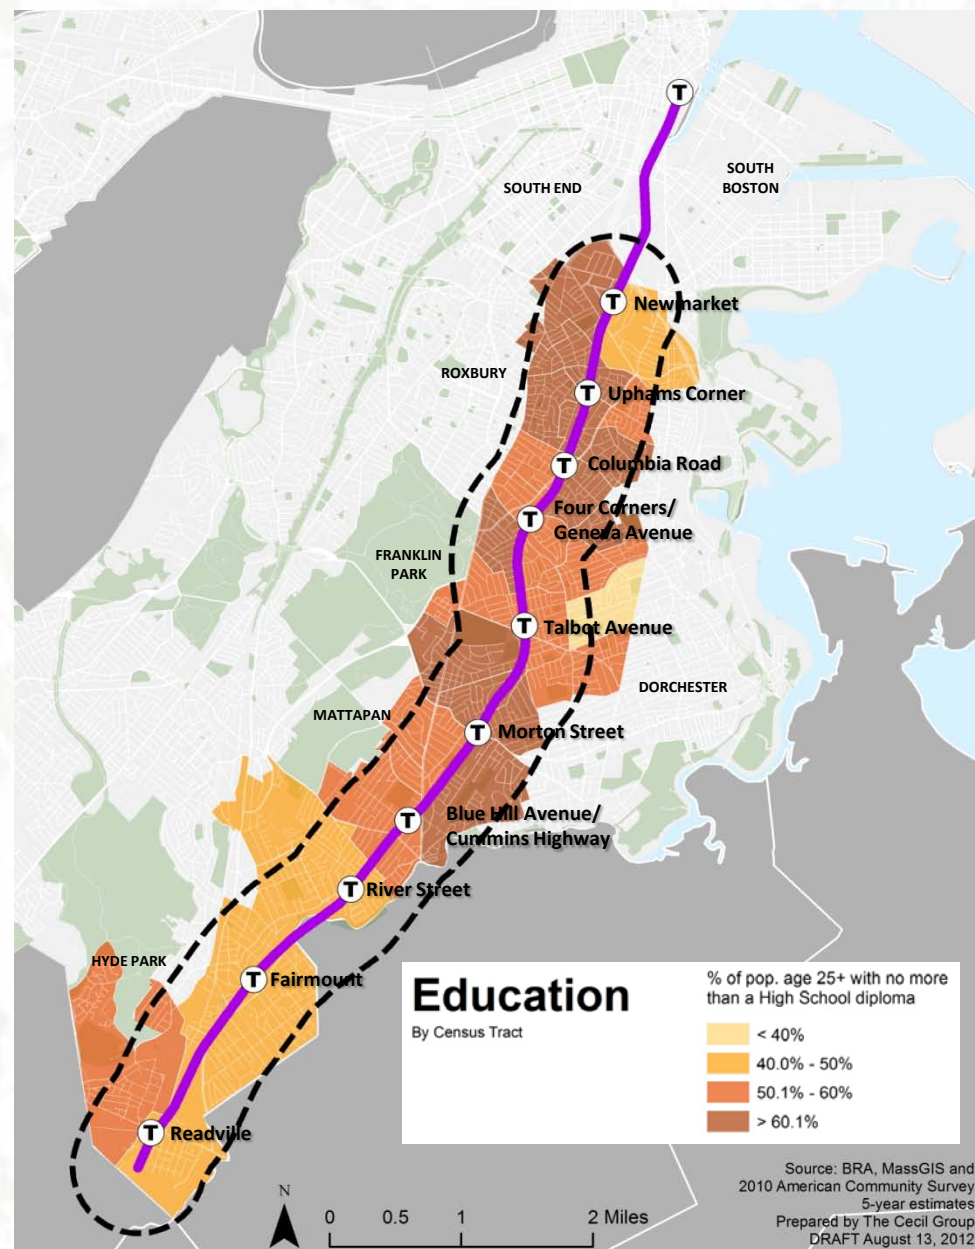 T
SOUTH END
SOUTH
BOSTON
T
Newmarket
ROXBURY
T
Uphams Corner
T
Columbia Road
T
Four Corners/
Geneva Avenue
FRANKLIN
PARK
T
Talbot Avenue
DORCHESTER
MATTAPAN
T
Morton Street
T
Blue Hill Avenue/
Cummins Highway
T
River Street
HYDE PARK
T
Fairmount
T
Readville
Education
By Census Tract
% of pop. age 25+ with no more
than a High School diploma
< 40%
40.0% - 50%
50.1% - 60%
> 60.1%
Source: BRA, MassGIS and
2010 American Community Survey
5-year estimates
Prepared by The Cecil Group
DRAFT August 13, 2012
N
0 0.5 1 2 Miles